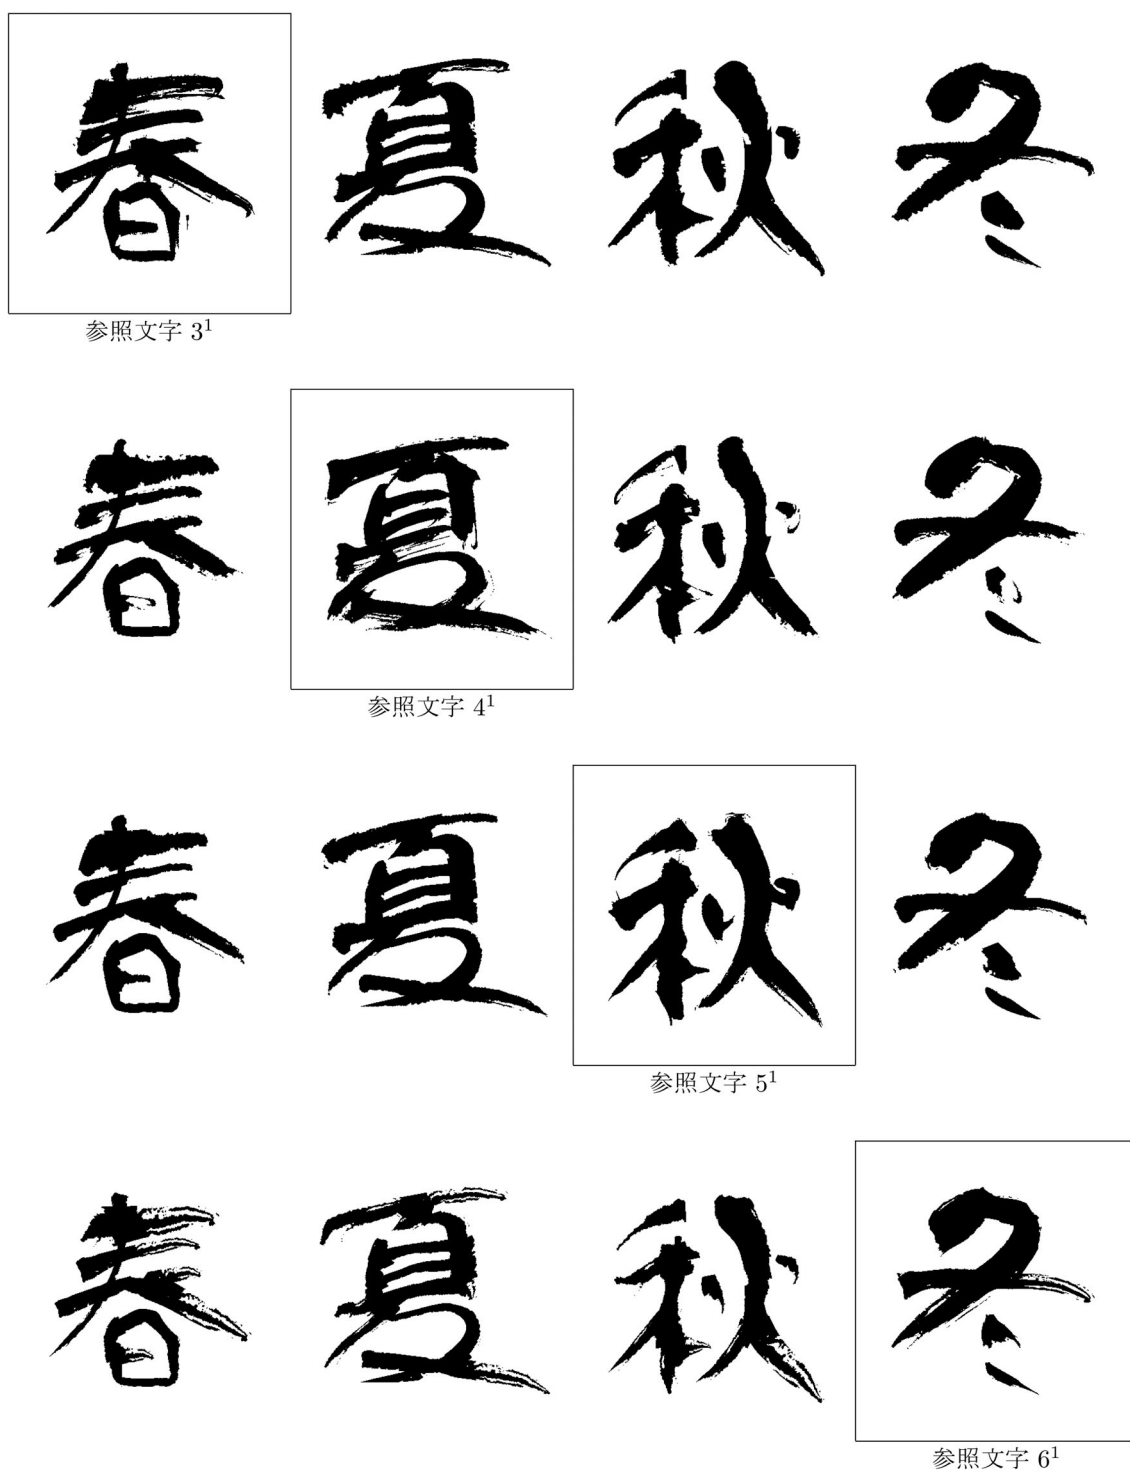 春 夏 秋 冬
参照文字 3¹
春 夏 秋 冬
参照文字 4¹
春 夏 秋 冬
参照文字 5¹
春 夏 秋 冬
参照文字 6¹